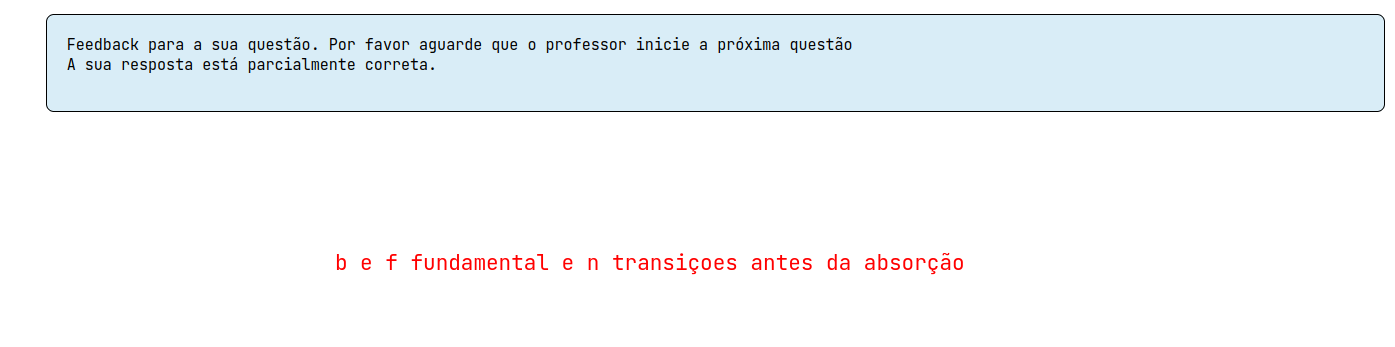 Feedback para a sua questão. Por favor aguarde que o professor inicie a próxima questão
A sua resposta está parcialmente correta.
b e f fundamental e n transiçoes antes da absorção